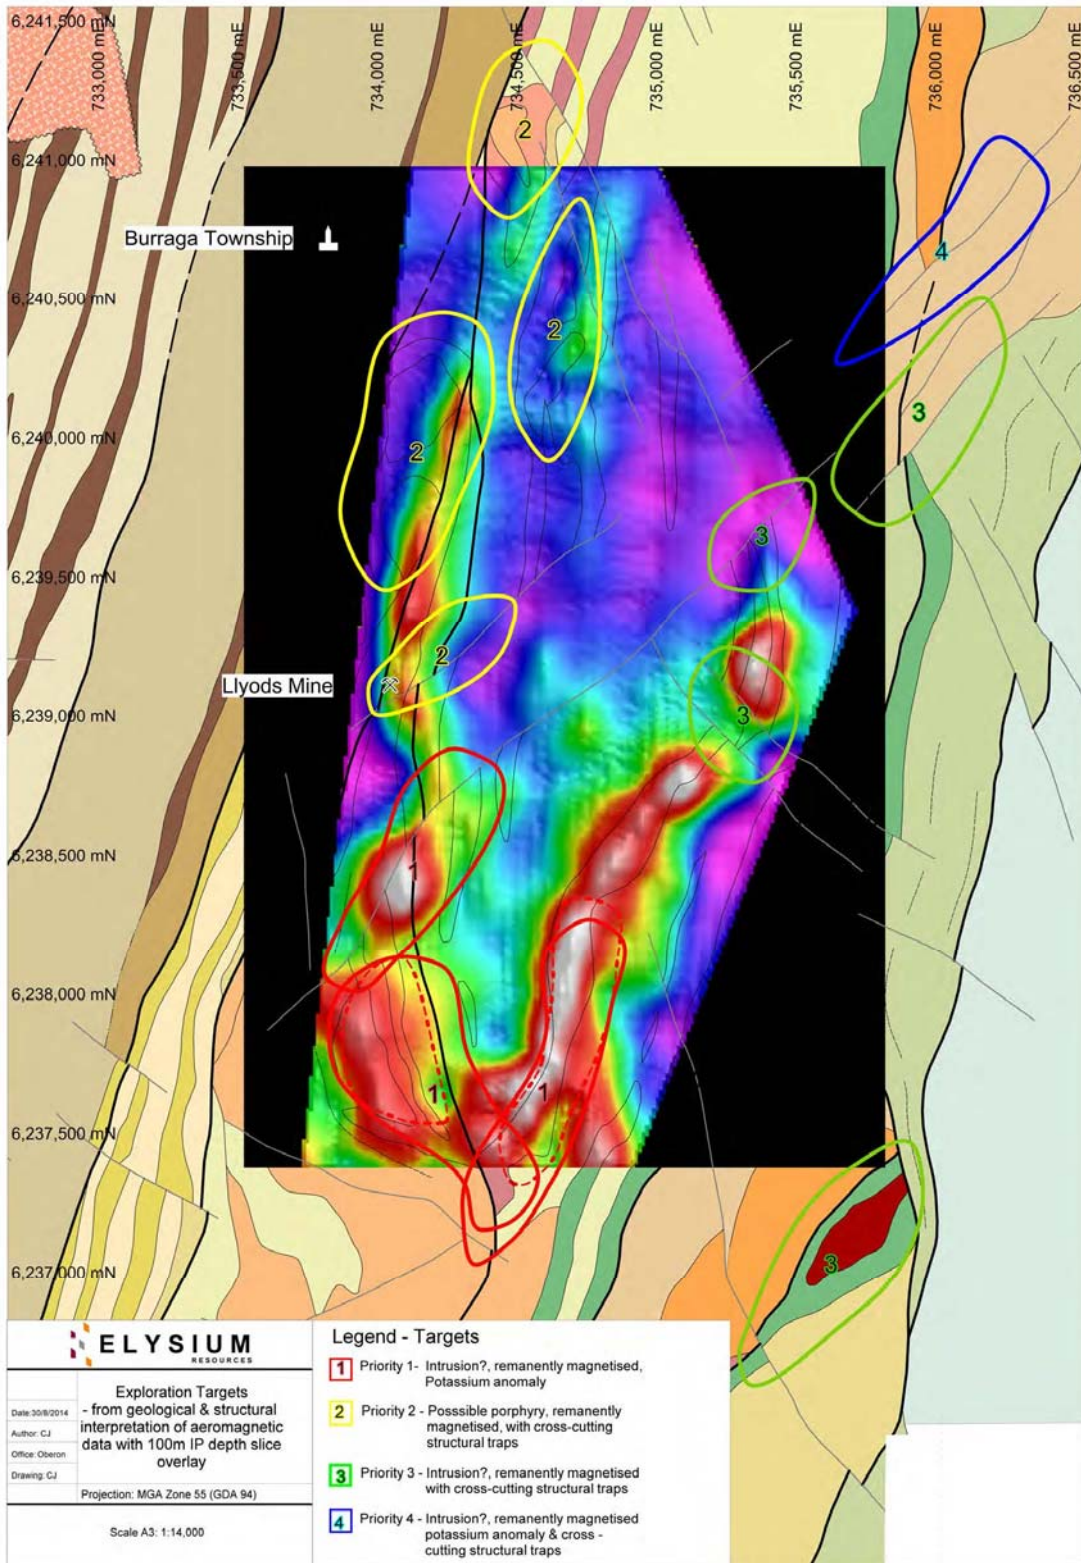 6,241,500 mN
733,000 mE
733,500 mE
734,000 mE
734,500 mE
735,000 mE
735,500 mE
736,000 mE
736,500 mE
2
6,241,000 mN
Burraga Township
4
6,240,500 mN
2
3
6,240,000 mN
2
3
6,239,500 mN
2
Llyods Mine
3
6,239,000 mN
6,238,500 mN
1
6,238,000 mN
1
1
6,237,500 mN
3
6,237,000 mN
ELYSIUM
RESOURCES
Exploration Targets
- from geological & structural
interpretation of aeromagnetic
data with 100m IP depth slice
overlay
Date:30/8/2014
Author: CJ
Office: Oberon
Drawing: CJ
Projection: MGA Zone 55 (GDA 94)
Scale A3: 1:14,000
Legend - Targets
1 Priority 1- Intrusion?, remanently magnetised,
Potassium anomaly
2 Priority 2 - Posssible porphyry, remanently
magnetised, with cross-cutting
structural traps
3 Priority 3 - Intrusion?, remanently magnetised
with cross-cutting structural traps
4 Priority 4 - Intrusion?, remanently magnetised
potassium anomaly & cross -
cutting structural traps